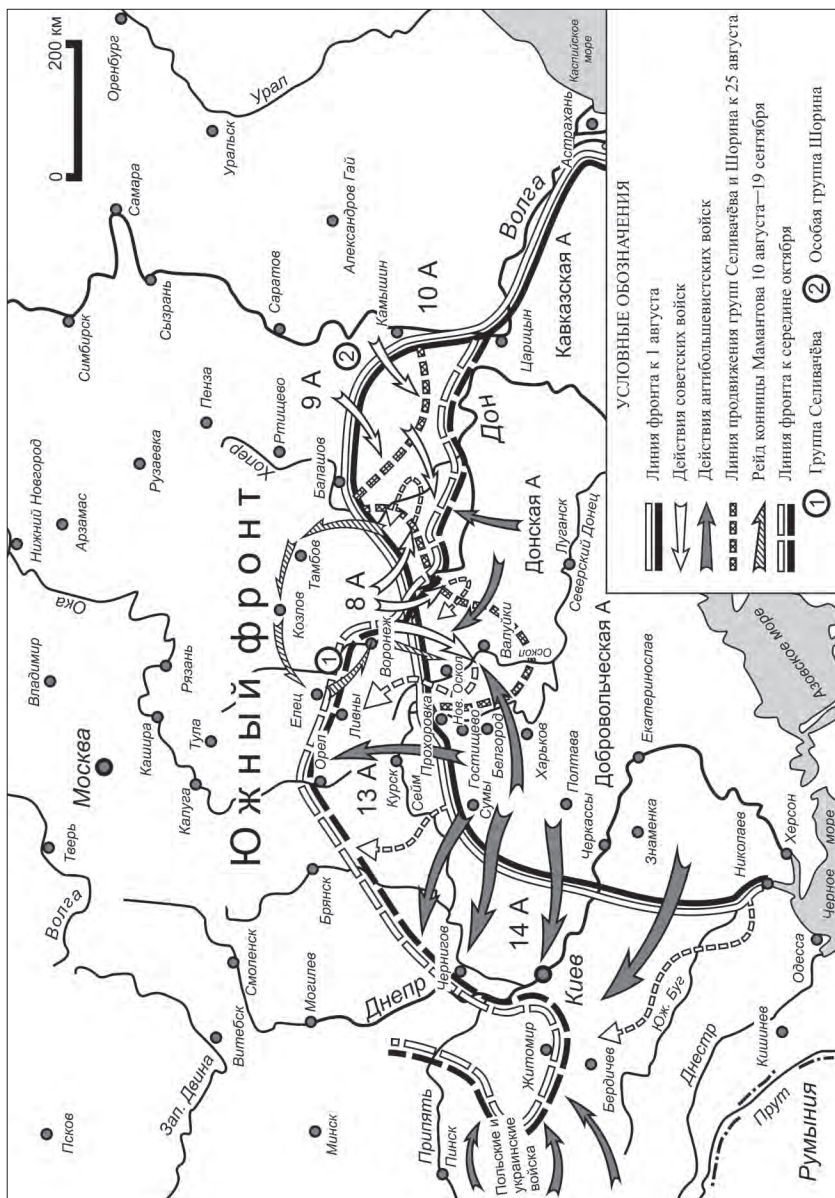 Псков
Тверь
Волга
Москва
Владимир
Ока
Нижний Новгород
Арзамас
Симбирск
Самара
Оренбург
0
200 км
Зап. Двина
Витебск
Смоленск
Калуга
Тула
Кашира
Рязань
Рузаевка
Пенза
Сызрань
Уральск
Урал
Минск
Могилев
Брянск
Южный фронт
Орел
Ливны
Елец
1
Козлов
Тамбов
Хопер
Ртищево
Балашов
Саратов
Александров Гай
Днепр
13 А
Курск
Сейм
Воронеж
8 А
9 А
2
Камышин
10 А
Волга
Припять
Пинск
Чернигов
14 А
Прохоровка
Гостищево
Сумы
Белгород
Нов. Оскол
Валуйки
Оскол
Дон
Царицын
Кавказская А
Астрахань
Каспийское
море
Польские и
украинские
войска
Житомир
Киев
Бердичев
Харьков
Полтава
Добровольческая А
Донская А
Луганск
Северский Донец
Черкассы
Знаменка
Екатеринослав
Юж. Буг
Днестр
Прут
Румыния
Кишинев
Одесса
Николаев
Херсон
Черное море
Азовское море
УСЛОВНЫЕ ОБОЗНАЧЕНИЯ
Линия фронта к 1 августа
Действия советских войск
Действия антибольшевистских войск
Линия продвижения групп Селивачёва и Шорина к 25 августа
Рейд конницы Мамантова 10 августа—19 сентября
Линия фронта к середине октября
1 Группа Селивачёва 2 Особая группа Шорина